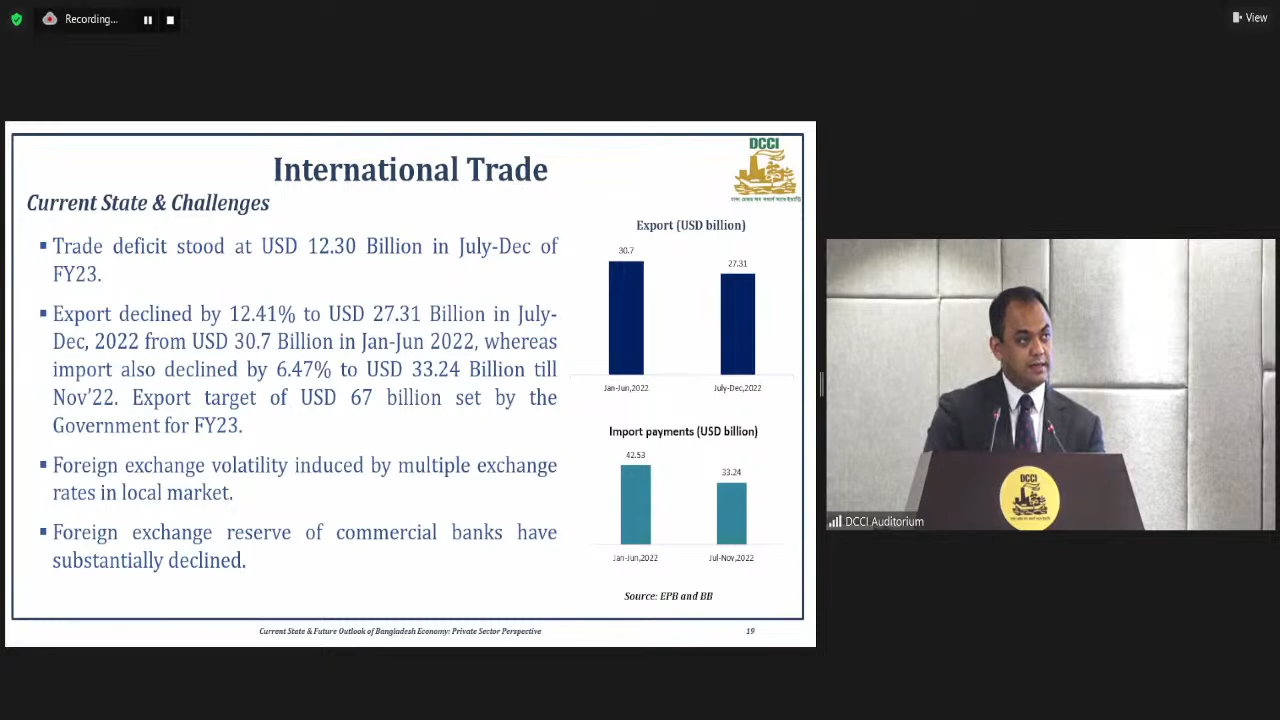 Recording...
View
International Trade
DCCI
Current State & Challenges
▪ Trade deficit stood at USD 12.30 Billion in July-Dec of
FY23.
▪ Export declined by 12.41% to USD 27.31 Billion in July-
Dec, 2022 from USD 30.7 Billion in Jan-Jun 2022, whereas
import also declined by 6.47% to USD 33.24 Billion till
Nov'22. Export target of USD 67 billion set by the
Government for FY23.
▪ Foreign exchange volatility induced by multiple exchange
rates in local market.
▪ Foreign exchange reserve of commercial banks have
substantially declined.
Export (USD billion)
30.7
27.31
Jan-Jun,2022
July-Dec,2022
Import payments (USD billion)
42.53
33.24
Jan-Jun,2022
Jul-Nov,2022
Source: EPB and BB
Current State & Future Outlook of Bangladesh Economy: Private Sector Perspective
19
DCCI
DCCI Auditorium